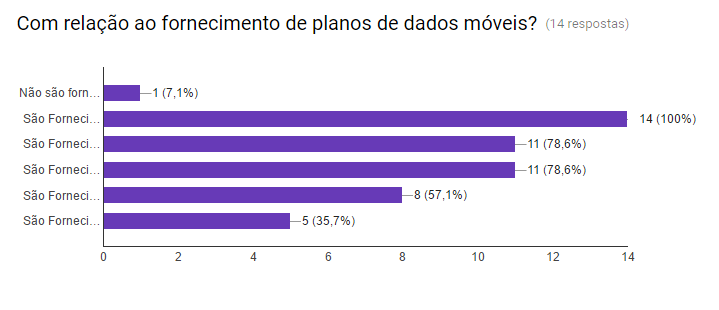 Com relação ao fornecimento de planos de dados móveis? (14 respostas)
Não são forn... 1 (7,1%)
São Forneci... 14 (100%)
São Forneci... 11 (78,6%)
São Forneci... 11 (78,6%)
São Forneci... 8 (57,1%)
São Forneci... 5 (35,7%)
0 2 4 6 8 10 12 14